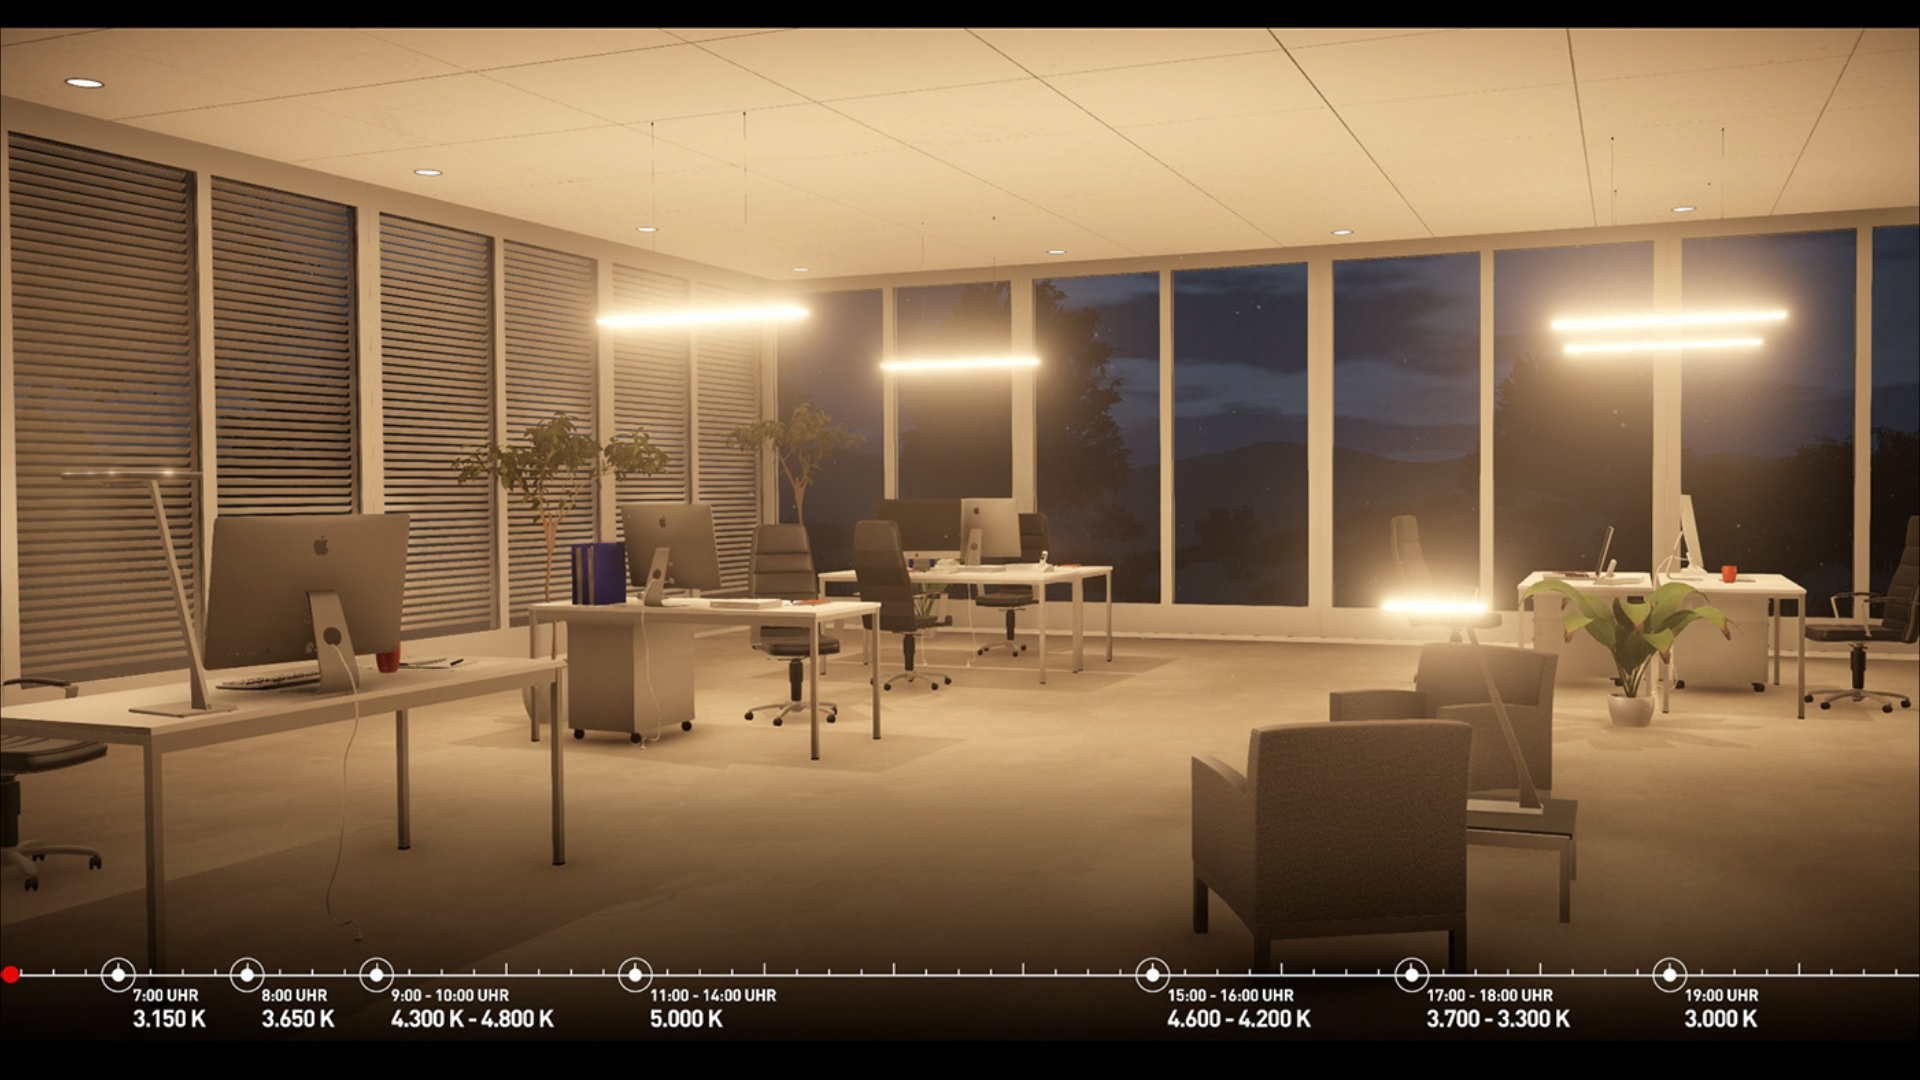 7:00 UHR
3.150 K
8:00 UHR
3.650 K
9:00 - 10:00 UHR
4.300 K - 4.800 K
11:00 - 14:00 UHR
5.000 K
15:00 - 16:00 UHR
4.600 - 4.200 K
17:00 - 18:00 UHR
3.700 - 3.300 K
19:00 UHR
3.000 K